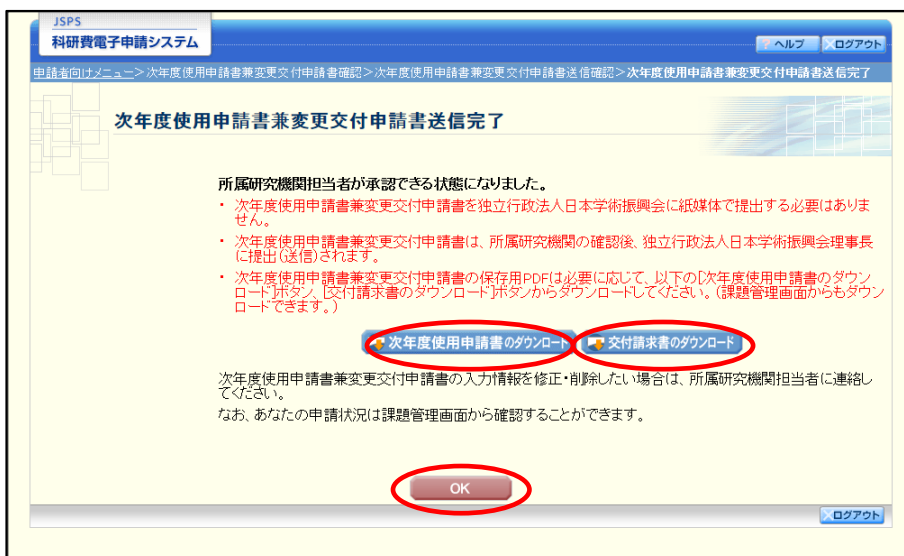 JSPS
科研費電子申請システム
? ヘルプ
ログアウト
申請者向けメニュー>次年度使用申請書兼変更交付申請書確認>次年度使用申請書兼変更交付申請書送信確認>次年度使用申請書兼変更交付申請書送信完了
次年度使用申請書兼変更交付申請書送信完了
所属研究機関担当者が承認できる状態になりました。
・ 次年度使用申請書兼変更交付申請書を独立行政法人日本学術振興会に紙媒体で提出する必要はありま
せん。
・ 次年度使用申請書兼変更交付申請書は、所属研究機関の確認後、独立行政法人日本学術振興会理事長
に提出(送信)されます。
・ 次年度使用申請書兼変更交付申請書の保存用PDFは必要に応じて、以下の[次年度使用申請書のダウン
ロード]ボタン、[交付請求書のダウンロード]ボタンからダウンロードしてください。(課題管理画面からもダウン
ロードできます。)
次年度使用申請書のダウンロード
交付請求書のダウンロード
次年度使用申請書兼変更交付申請書の入力情報を修正・削除したい場合は、所属研究機関担当者に連絡し
てください。
なお、あなたの申請状況は課題管理画面から確認することができます。
OK
ログアウト